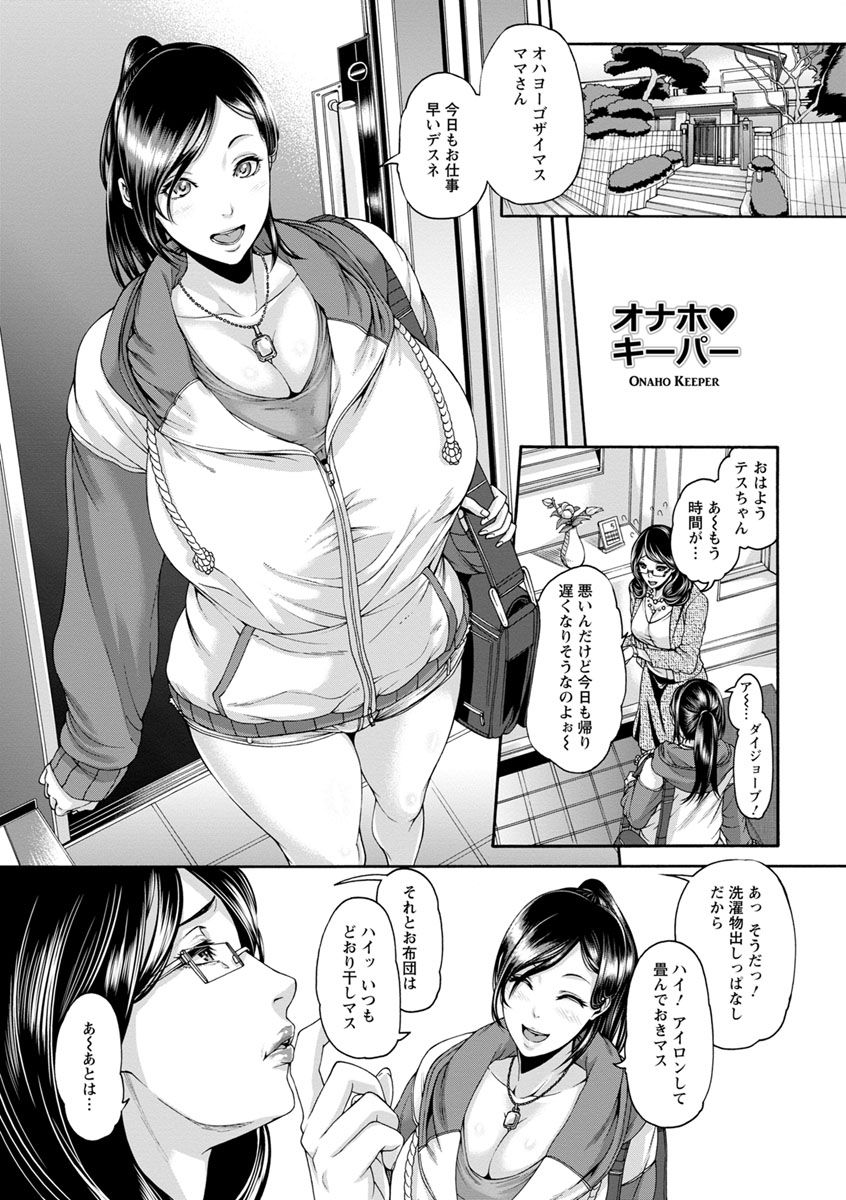 オハヨーゴザイマス
ママさん
今日もお仕事
早いデスネ
オナホ♥
キーパー
ONAHO KEEPER
おはよう
テスちゃん
あ〜もう
時間が…
悪いんだけど今日も帰り
遅くなりそうなのよぉ〜
ア〜…
ダイジョーブ!
あっ そうだっ!
洗濯物出しっぱなし
だから
ハイ!アイロンして
畳んでおきマス
それとお布団は
ハイッ いつも
どおり干しマス
あ〜あとは…